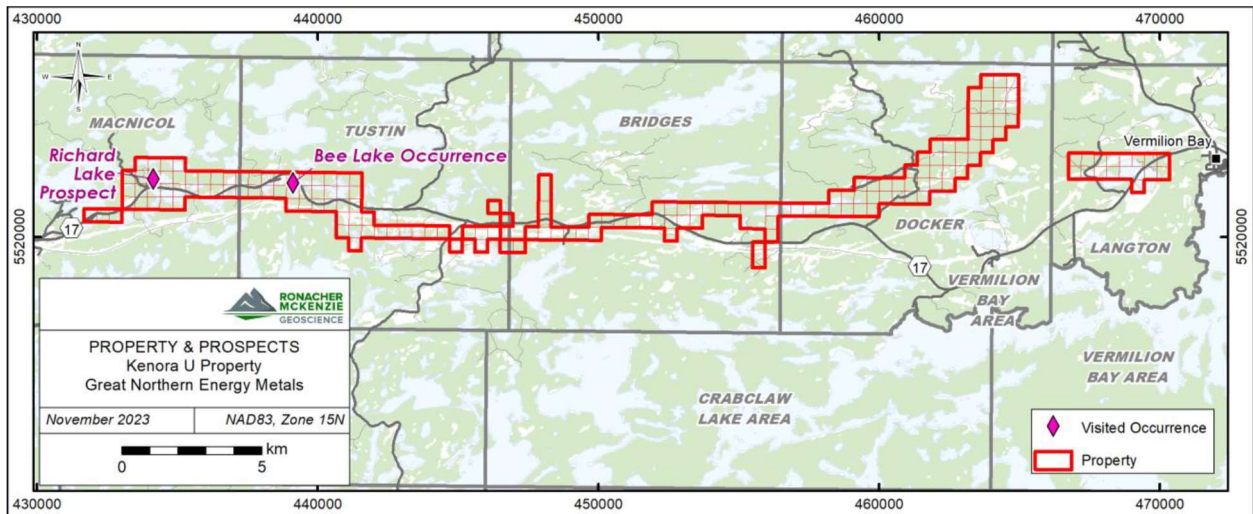 430000 440000 450000 460000 470000
N
W E
S
MACNICOL
TUSTIN
BRIDGES
Richard
Lake
Prospect
Bee Lake Occurrence
Vermilion Bay
17
5520000
5520000
DOCKER
LANGTON
17
VERMILION
BAY
AREA
RONACHER
MCKENZIE
GEOSCIENCE
PROPERTY & PROSPECTS
Kenora U Property
Great Northern Energy Metals
November 2023 NAD83, Zone 15N
km
0 5
CRABCLAW
LAKE AREA
VERMILION
BAY AREA
Visited Occurrence
Property
430000 440000 450000 460000 470000